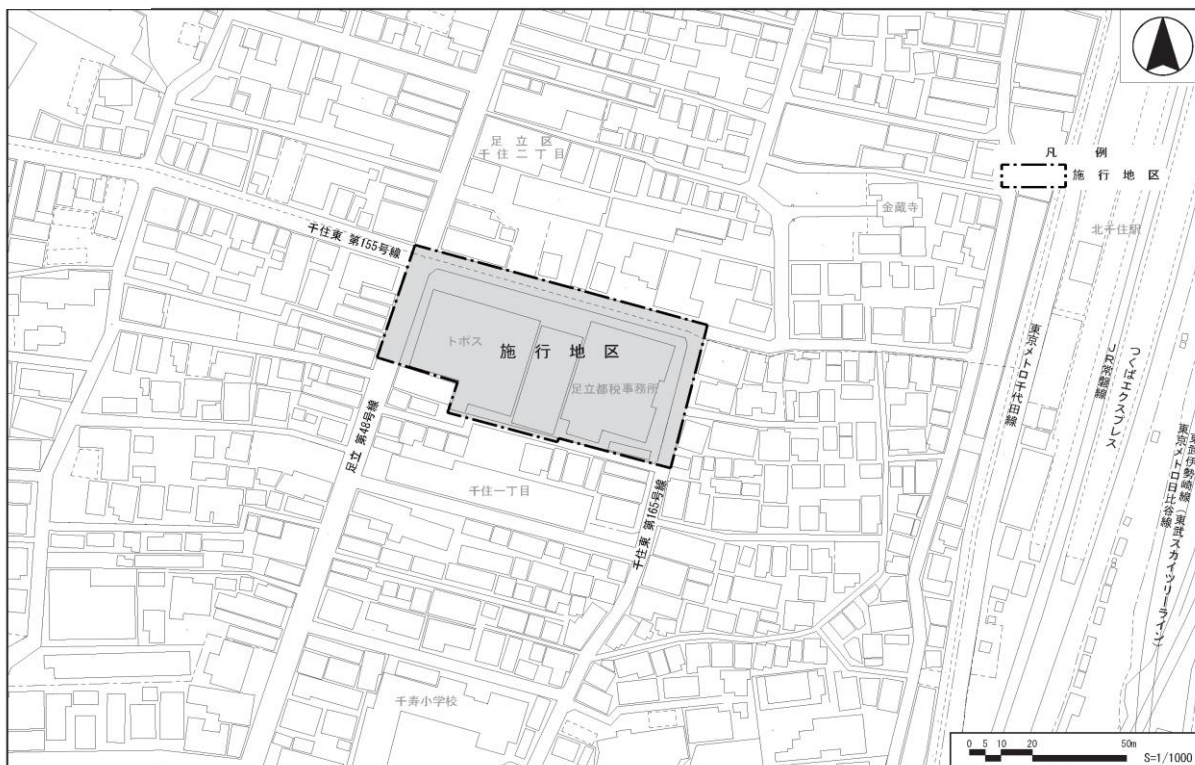 足立区
千住二丁目
凡例
施行地区
金蔵寺
北千住駅
千住東 第155号線
トポス
施行地区
足立都税事務所
東京メトロ千代田線
JR常磐線
つくばエクスプレス
東武伊勢崎線(東武スカイツリーライン)
東京メトロ日比谷線
足立 第48号線
千住一丁目
千住東 第165号線
千寿小学校
0 5 10 20 50m
S=1/1000